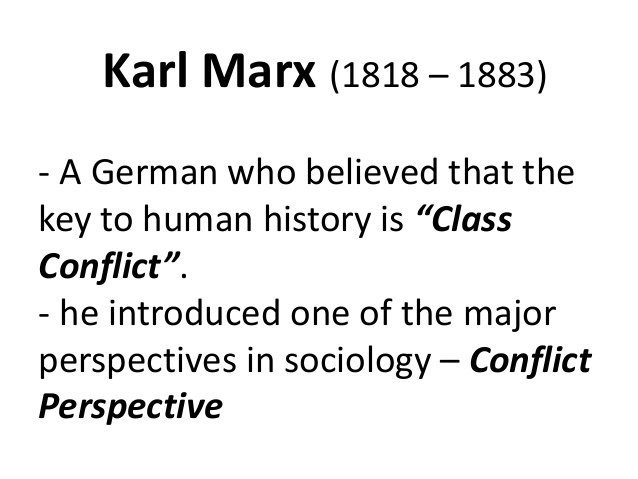 Karl Marx (1818 – 1883)
- A German who believed that the
key to human history is “Class
Conflict”.
- he introduced one of the major
perspectives in sociology – Conflict
Perspective